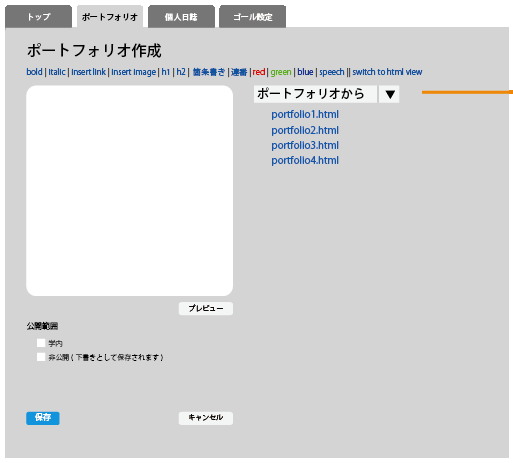 トップ ポートフォリオ 個人日誌 ゴール設定
ポートフォリオ作成
bold | italic | insert link | insert image | h1 | h2 | 箇条書き | 連番 | red | green | blue | speech || switch to html view
ポートフォリオから ▼
portfolio1.html
portfolio2.html
portfolio3.html
portfolio4.html
プレビュー
公開範囲
学内
非公開 ( 下書きとして保存されます )
保存 キャンセル